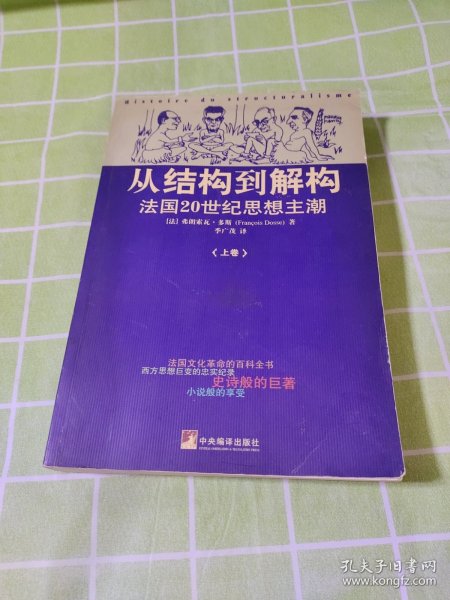 Histoire du structuralisme
从结构到解构
法国20世纪思想主潮
[法] 弗朗索瓦·多斯 (François Dosse) 著
季广茂 译
《上卷》
法国文化革命的百科全书
西方思想巨变的忠实纪录
史诗般的巨著
小说般的享受
中央编译出版社
CENTRAL COMPILATION & TRANSLATION PRESS
孔夫子旧书网
www.kongfz.com